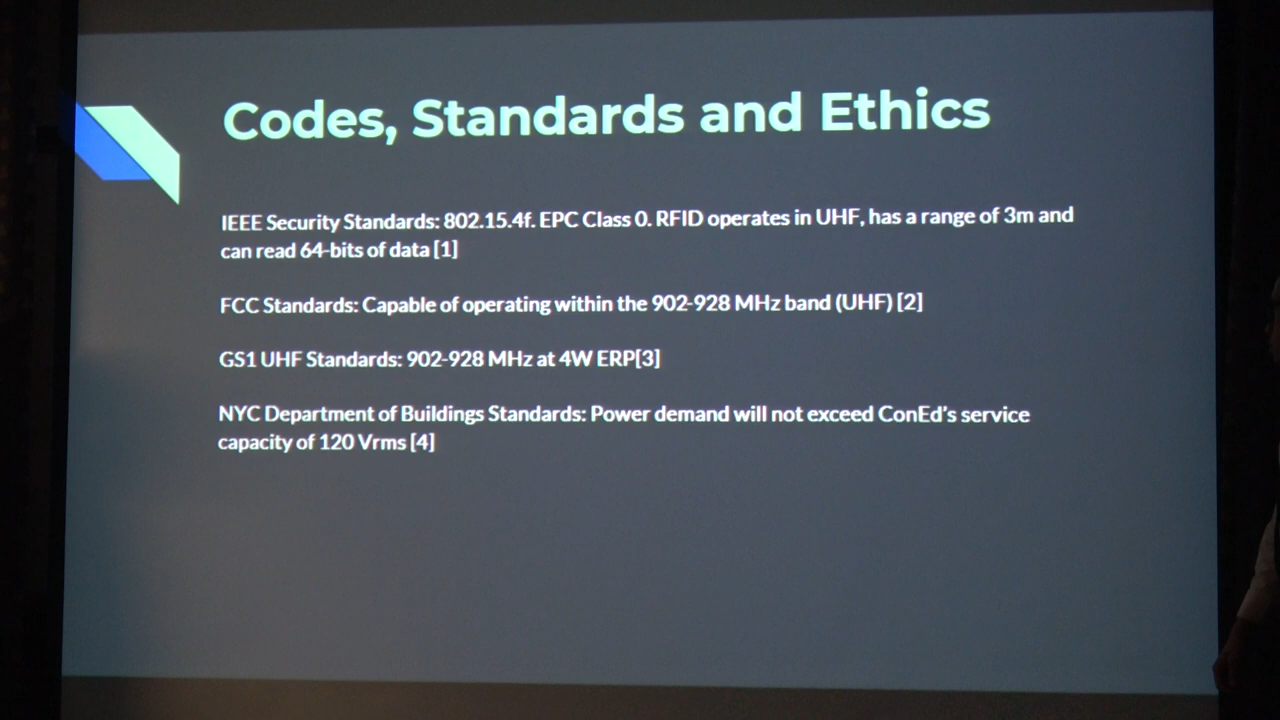 Codes, Standards and Ethics
IEEE Security Standards: 802.15.4f. EPC Class 0. RFID operates in UHF, has a range of 3m and
can read 64-bits of data [1]
FCC Standards: Capable of operating within the 902-928 MHz band (UHF) [2]
GS1 UHF Standards: 902-928 MHz at 4W ERP[3]
NYC Department of Buildings Standards: Power demand will not exceed ConEd's service
capacity of 120 Vrms [4]